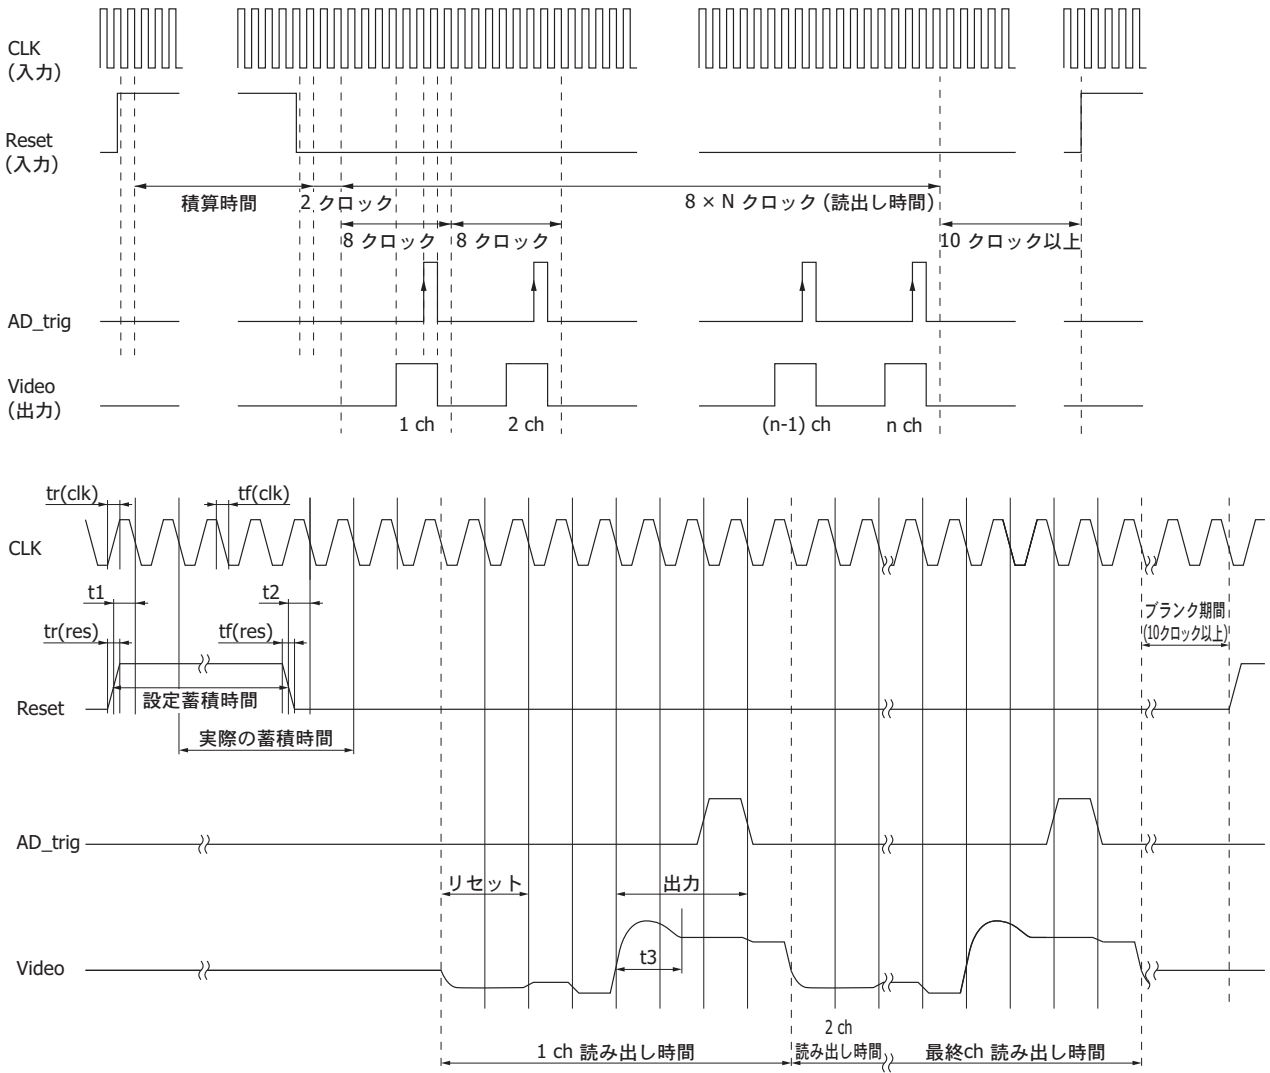 CLK
(入力)
Reset
(入力)
積算時間
2 クロック
8 × N クロック (読出し時間)
8 クロック
8 クロック
10 クロック以上
AD_trig
Video
(出力)
1 ch
2 ch
(n-1) ch
n ch
tr(clk)
tf(clk)
CLK
t1
t2
ブランク期間
(10クロック以上)
tr(res)
tf(res)
設定蓄積時間
Reset
実際の蓄積時間
AD_trig
リセット
出力
t3
Video
1 ch 読み出し時間
2 ch
読み出し時間
最終ch 読み出し時間